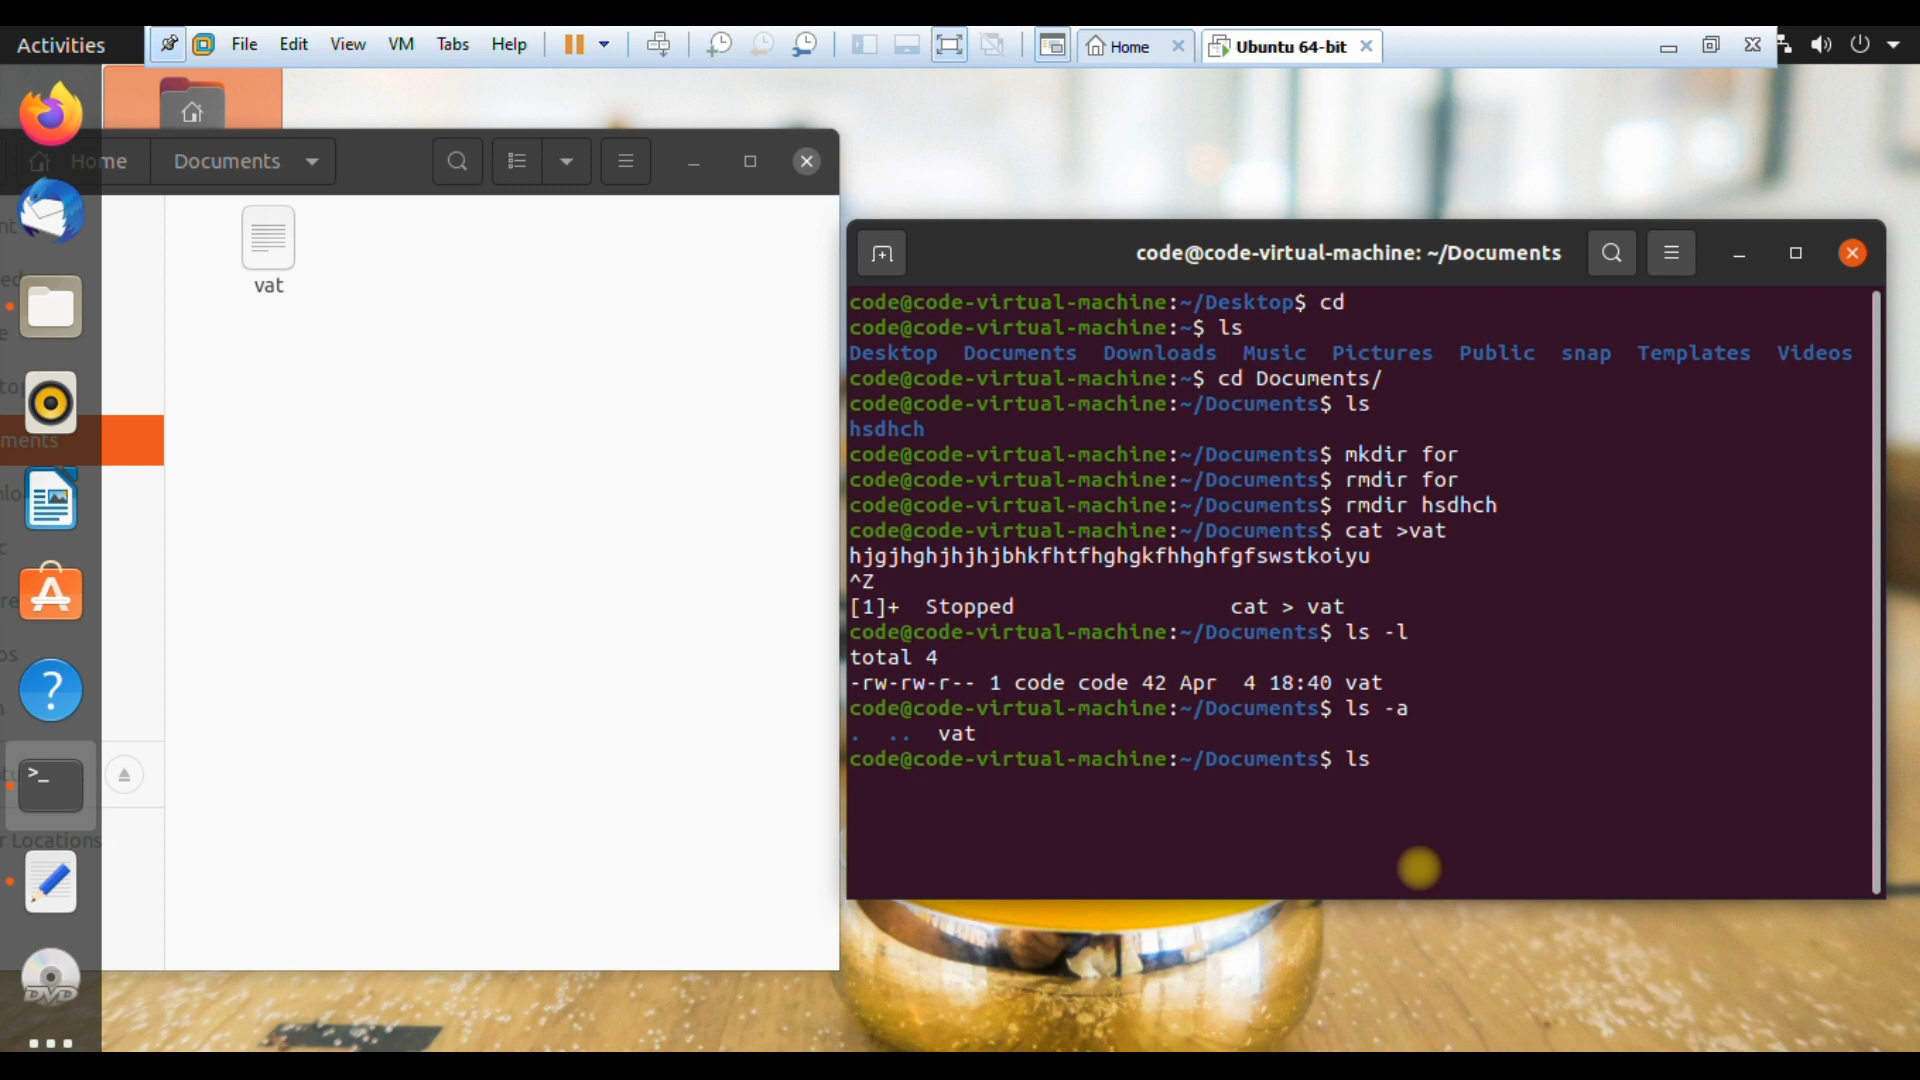 Activities
File Edit View VM Tabs Help
Home
Ubuntu 64-bit
Home Documents
vat
ments
r Locations
DVD
code@code-virtual-machine: ~/Documents
code@code-virtual-machine:~/Desktop$ cd
code@code-virtual-machine:~$ ls
Desktop Documents Downloads Music Pictures Public snap Templates Videos
code@code-virtual-machine:~$ cd Documents/
code@code-virtual-machine:~/Documents$ ls
hsdhch
code@code-virtual-machine:~/Documents$ mkdir for
code@code-virtual-machine:~/Documents$ rmdir for
code@code-virtual-machine:~/Documents$ rmdir hsdhch
code@code-virtual-machine:~/Documents$ cat >vat
hjgjhghjhjhjbhkfhtfhghgkfhhghfgfswstkoiyu
^Z
[1]+  Stopped                 cat > vat
code@code-virtual-machine:~/Documents$ ls -l
total 4
-rw-rw-r-- 1 code code 42 Apr  4 18:40 vat
code@code-virtual-machine:~/Documents$ ls -a
.  ..  vat
code@code-virtual-machine:~/Documents$ ls